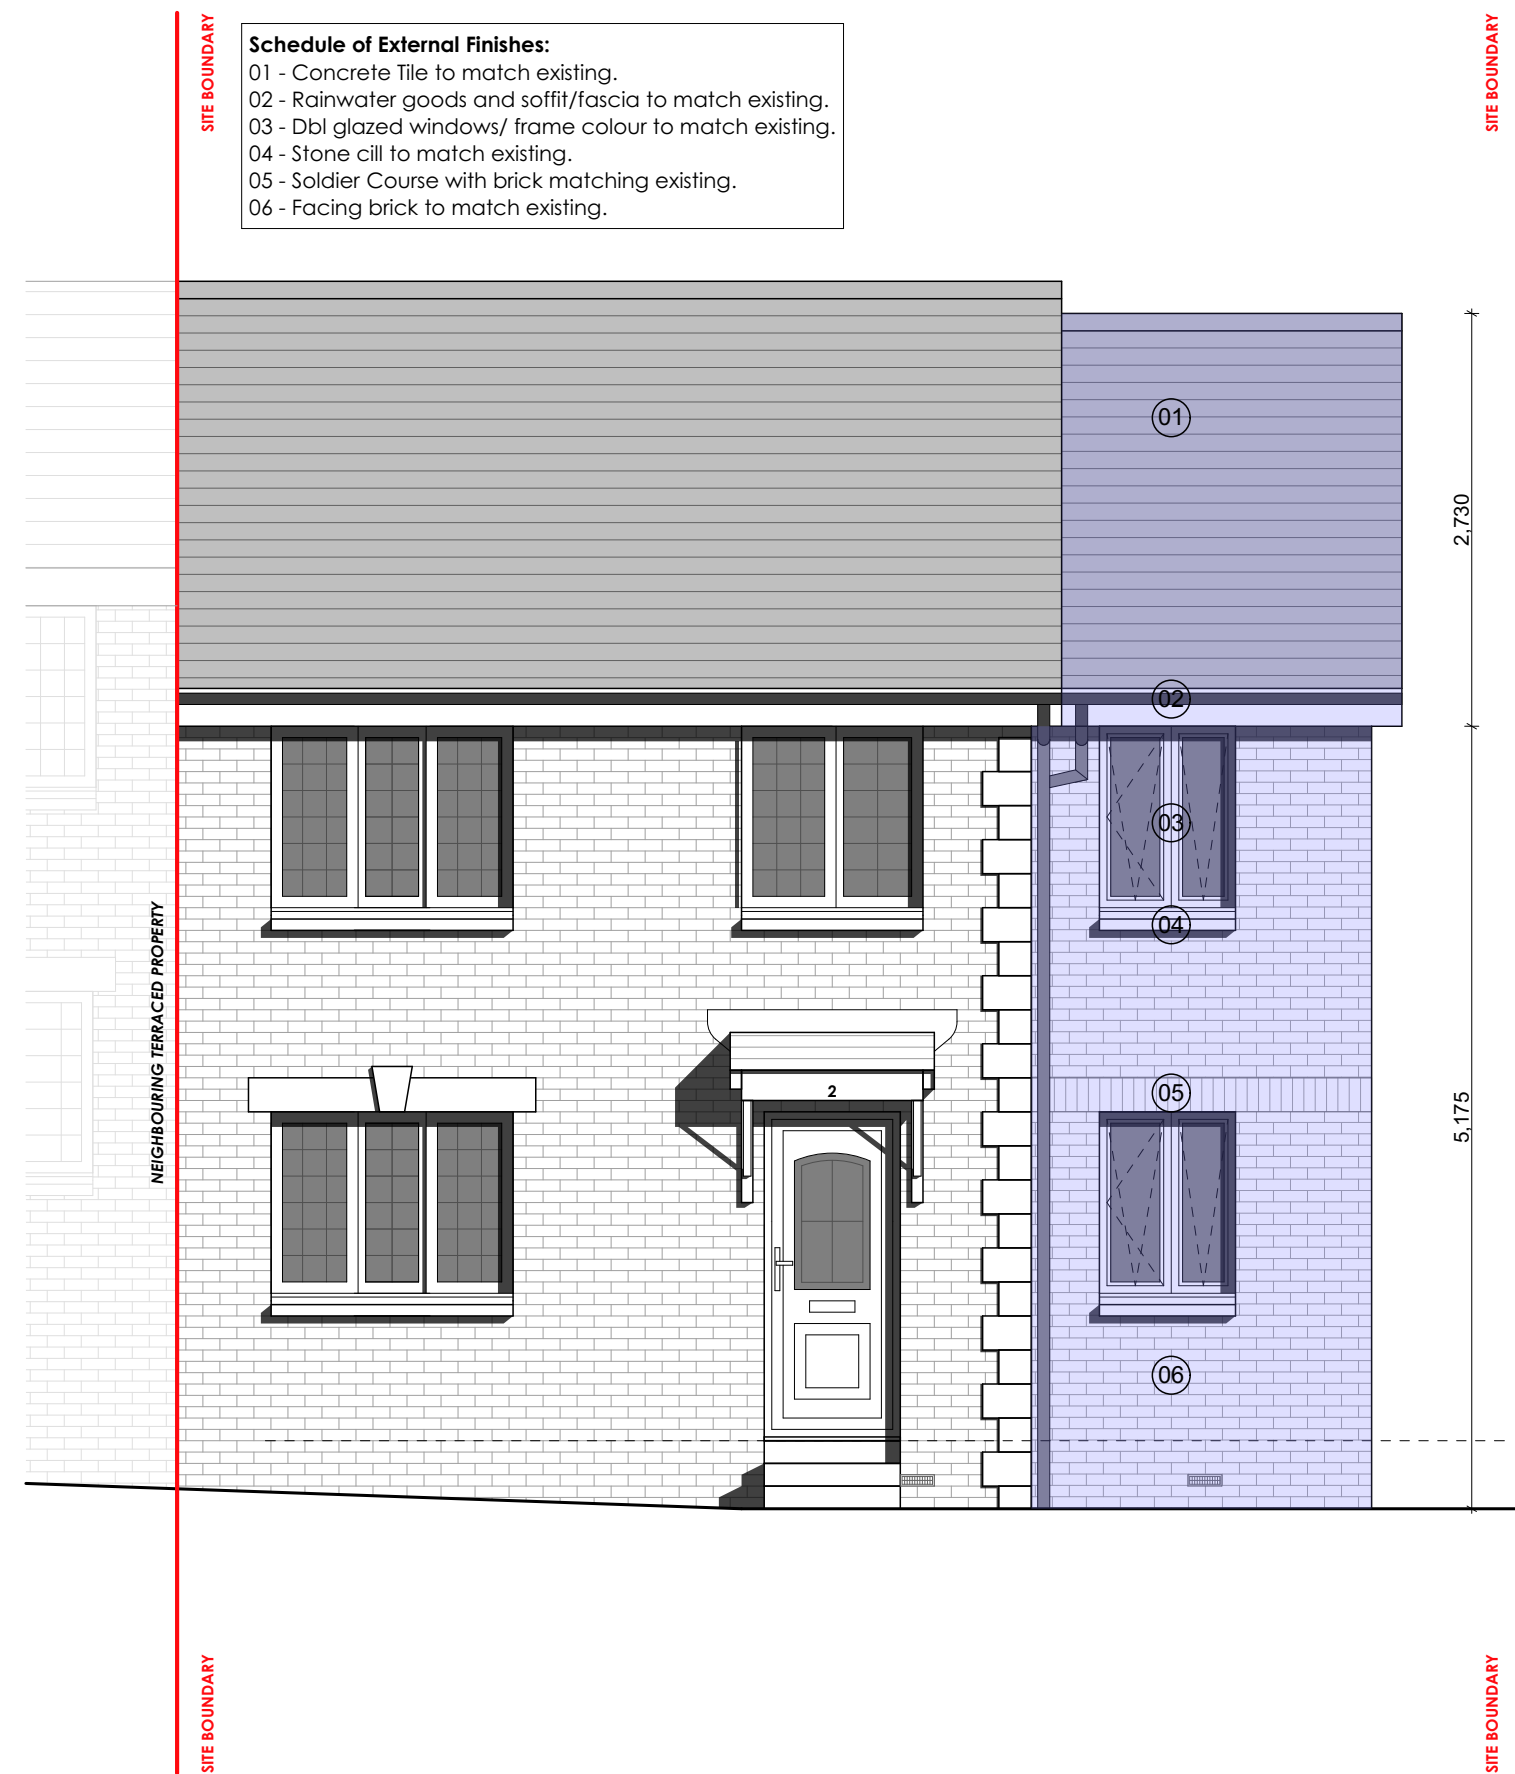 SITE BOUNDARY
SITE BOUNDARY
Schedule of External Finishes:
01 - Concrete Tile to match existing.
02 - Rainwater goods and soffit/fascia to match existing.
03 - Dbl glazed windows/ frame colour to match existing.
04 - Stone cill to match existing.
05 - Soldier Course with brick matching existing.
06 - Facing brick to match existing.
01
2,730
02
03
04
NEIGHBOURING TERRACED PROPERTY
2
05
5,175
06
SITE BOUNDARY
SITE BOUNDARY